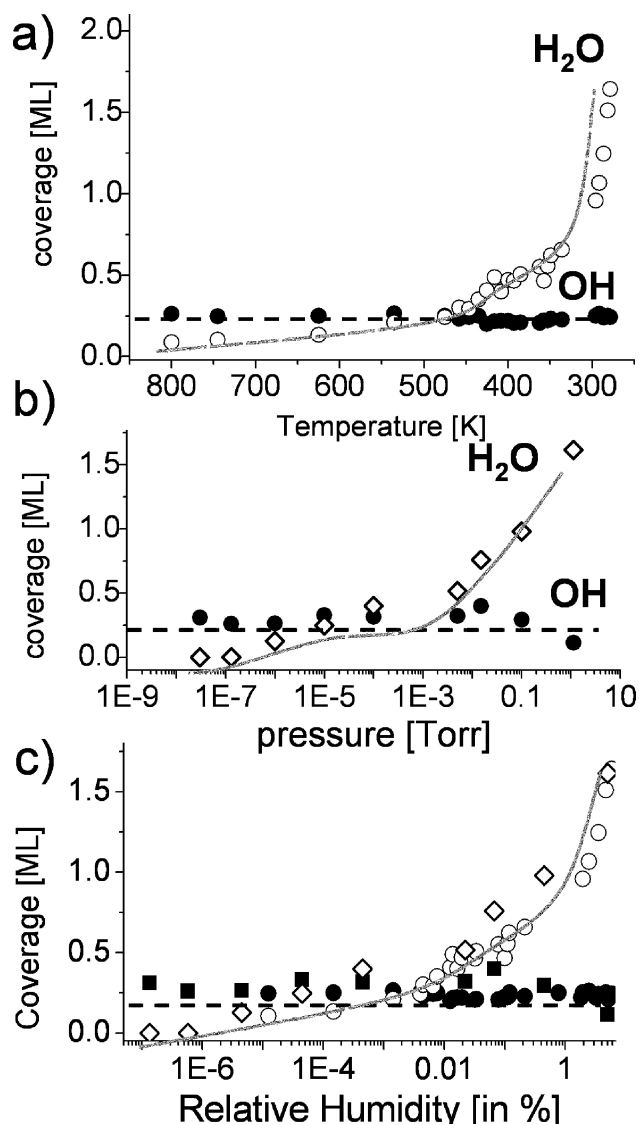 a)
2.0
1.5
1.0
0.5
0.0
coverage [ML]
H₂O
OH
800 700 600 500 400 300
Temperature [K]
b)
1.5
1.0
0.5
0.0
coverage [ML]
H₂O
OH
1E-9 1E-7 1E-5 1E-3 0.1 10
pressure [Torr]
c)
1.5
1.0
0.5
0.0
Coverage [ML]
1E-6 1E-4 0.01 1
Relative Humidity [in %]